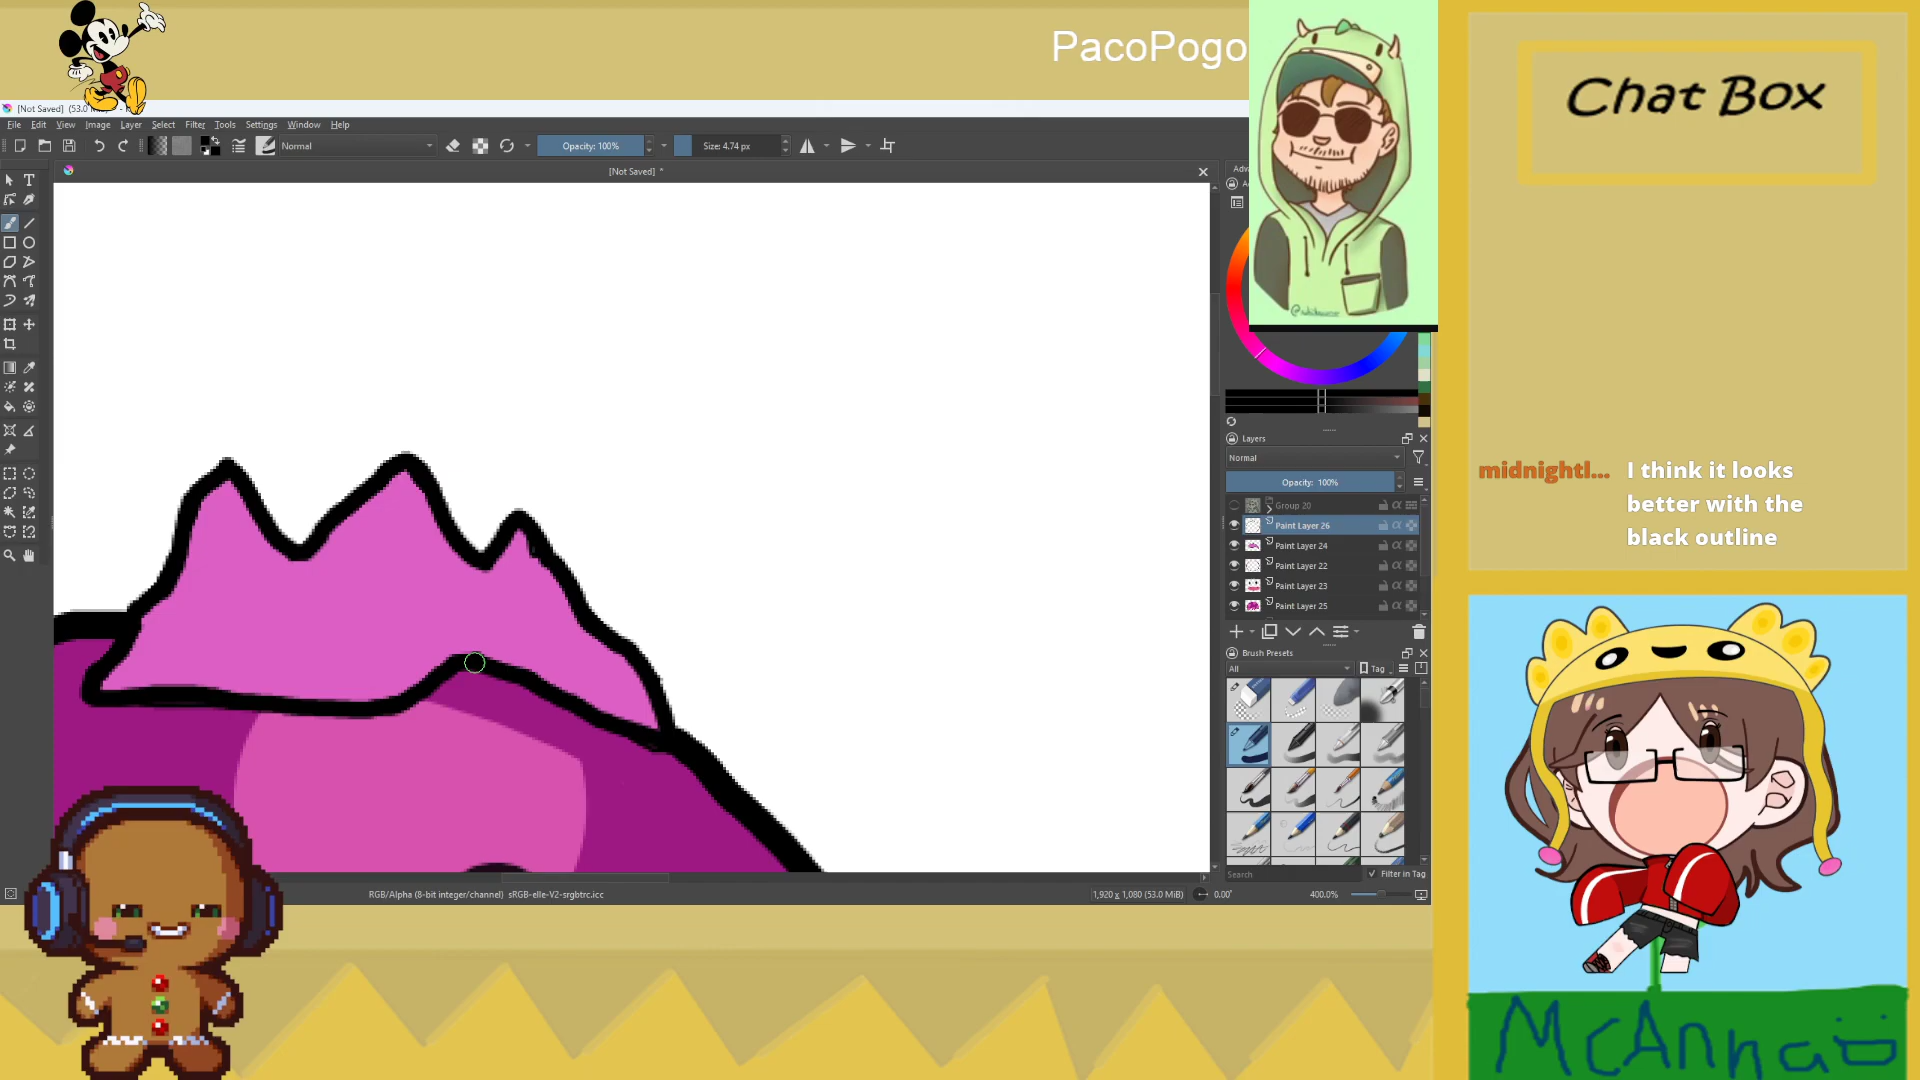 PacoPogo
Chat Box
[Not Saved] (53.0
File Edit View Image Layer Select Filter Tools Settings Window Help
Normal
Opacity: 100%
Size: 4.74 px
[Not Saved] *
Layers
Normal
Opacity: 100%
Group 20
Paint Layer 26
Paint Layer 24
Paint Layer 22
Paint Layer 23
Paint Layer 25
Brush Presets
All
Tag
Search
Filter in Tag
RGB/Alpha (8-bit integer/channel) sRGB-elle-V2-srgbtrc.icc
1,920 x 1,080 (53.0 MiB)
0.00°
400.0%
midnightl... I think it looks
better with the
black outline
McAnna